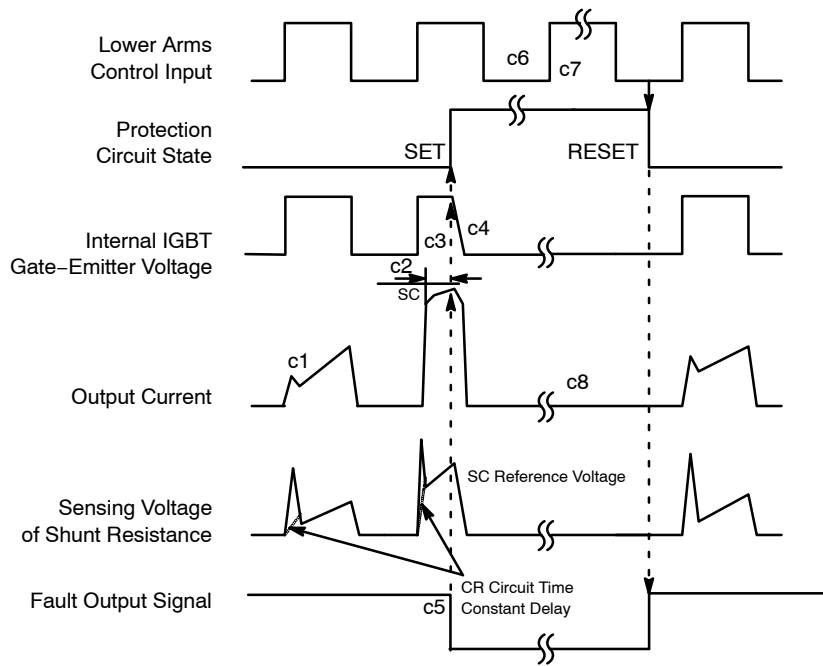 Lower Arms
Control Input
c6
c7
Protection
Circuit State
SET
RESET
Internal IGBT
Gate−Emitter Voltage
c3
c4
c2
SC
c1
Output Current
c8
SC Reference Voltage
Sensing Voltage
of Shunt Resistance
CR Circuit Time
Constant Delay
Fault Output Signal
c5